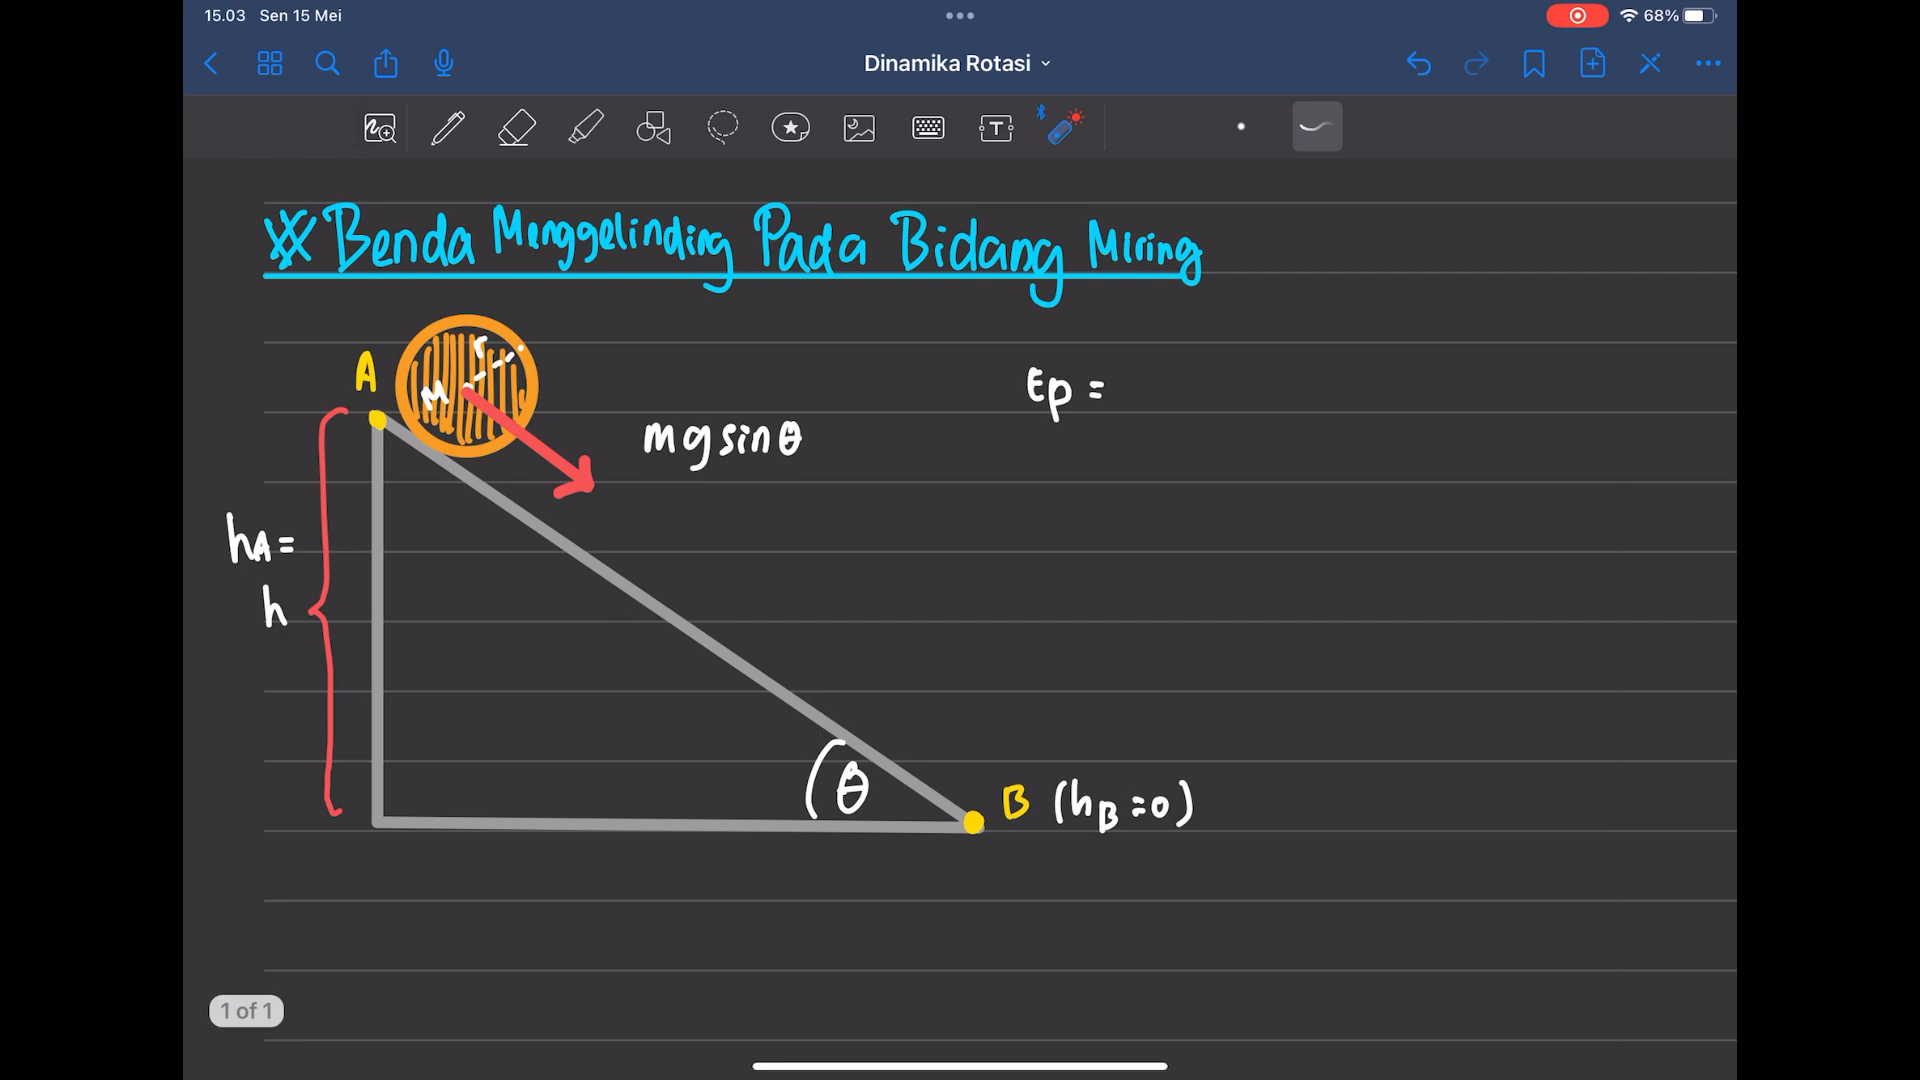 15.03 Sen 15 Mei
68%
Dinamika Rotasi
T
※ Benda Menggelinding Pada Bidang Miring
A
r
M
Ep =
mg sin θ
hA =
h
θ
B (hB = 0)
1 of 1